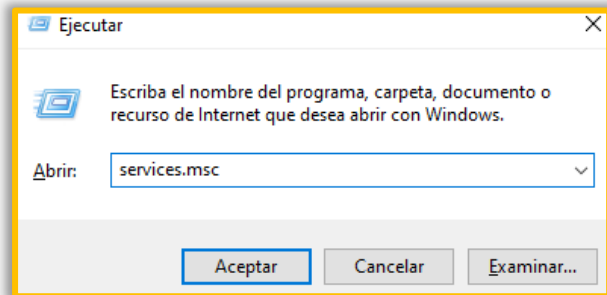 Ejecutar
Escriba el nombre del programa, carpeta, documento o
recurso de Internet que desea abrir con Windows.
Abrir: services.msc
Aceptar Cancelar Examinar...